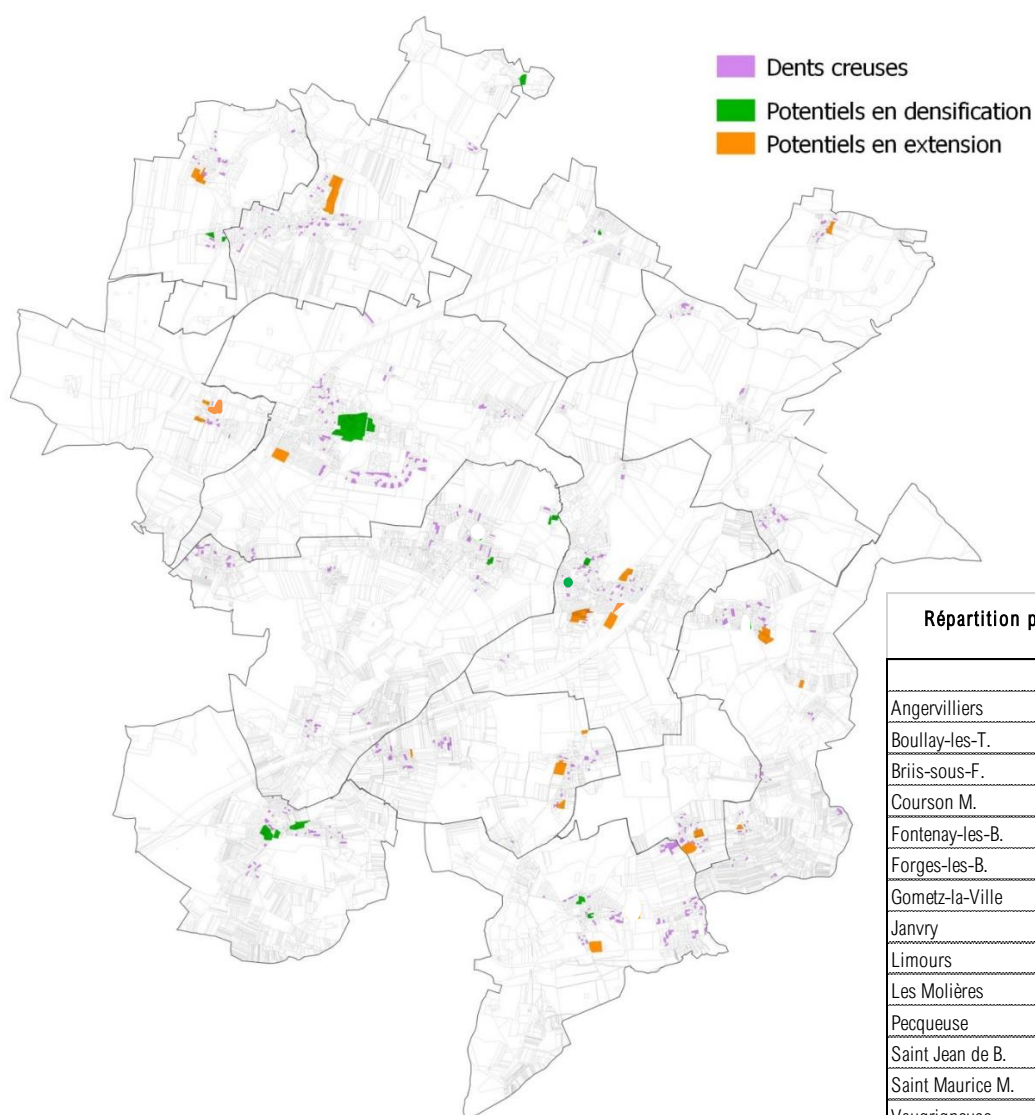 Dents creuses
Potentiels en densification
Potentiels en extension
Répartition p
Angervilliers
Boullay-les-T.
Briis-sous-F.
Courson M.
Fontenay-les-B.
Forges-les-B.
Gometz-la-Ville
Janvry
Limours
Les Molières
Pecqueuse
Saint Jean de B.
Saint Maurice M.